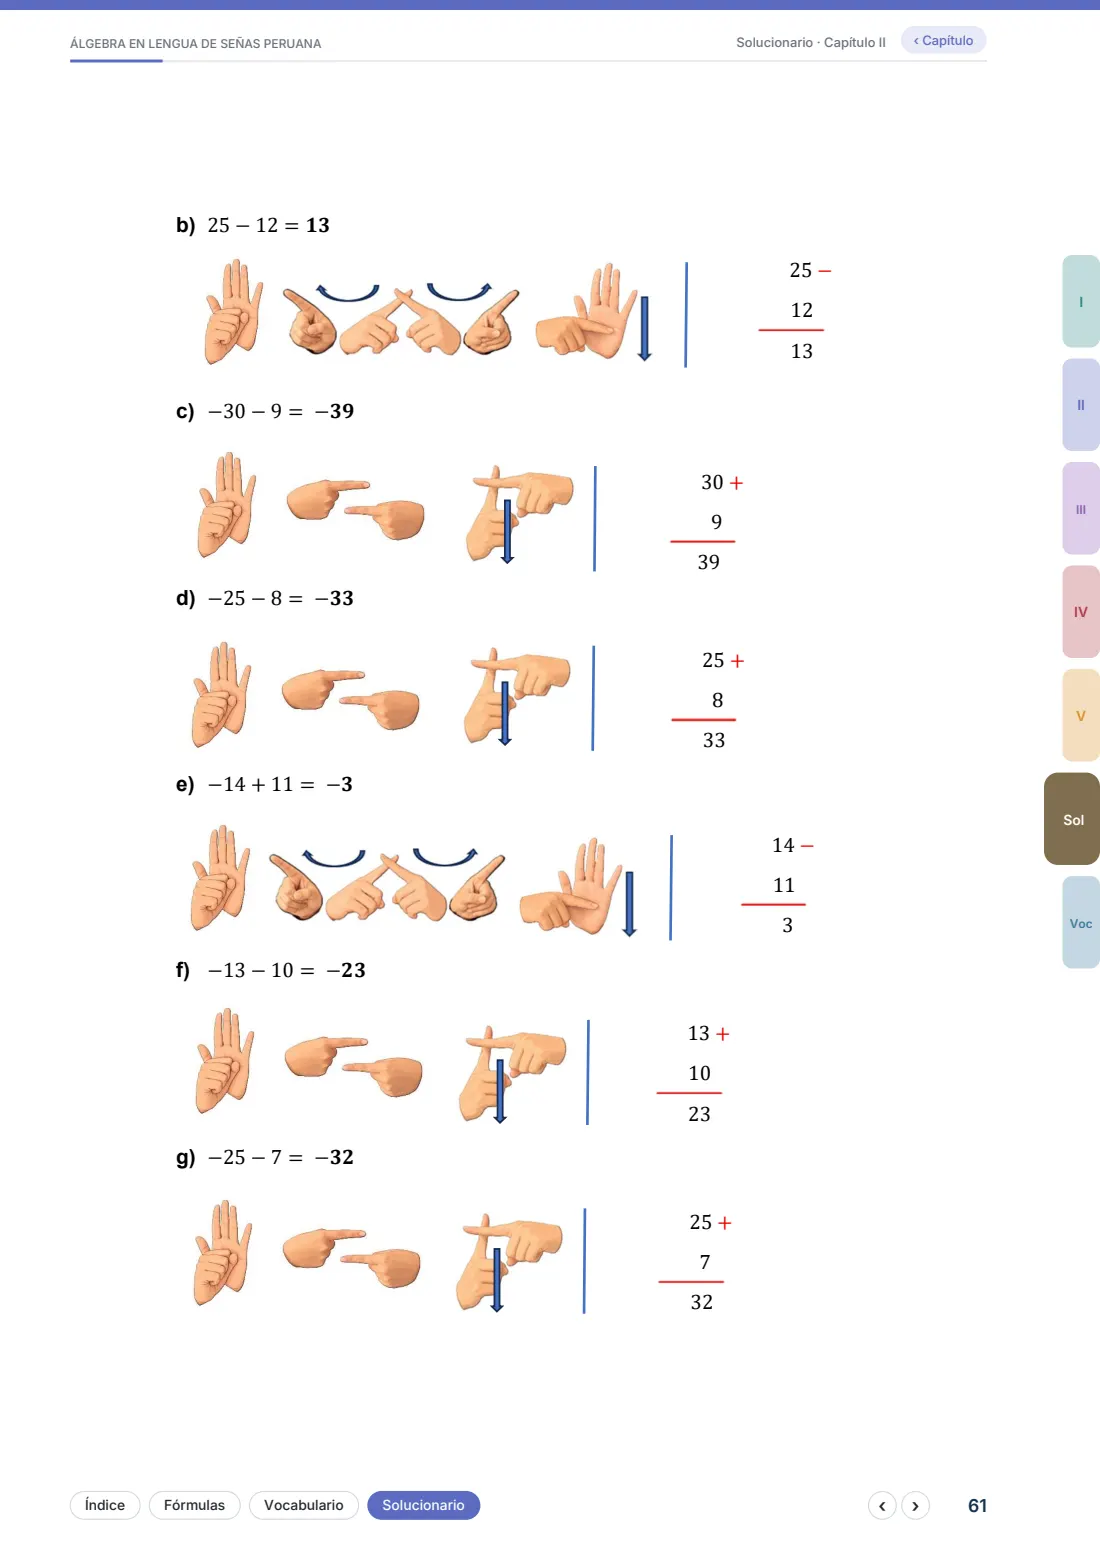 ÁLGEBRA EN LENGUA DE SEÑAS PERUANA
Solucionario · Capítulo II ‹ Capítulo
b) 25 − 12 = 13
25 −
12
13
c) −30 − 9 = −39
30 +
9
39
d) −25 − 8 = −33
25 +
8
33
e) −14 + 11 = −3
14 −
11
3
f) −13 − 10 = −23
13 +
10
23
g) −25 − 7 = −32
25 +
7
32
I
II
III
IV
V
Sol
Voc
Índice Fórmulas Vocabulario Solucionario ‹ › 61